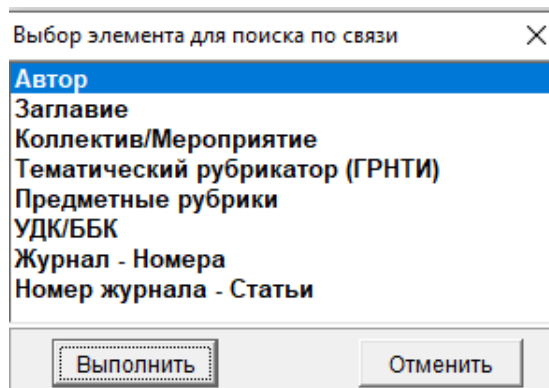 Выбор элемента для поиска по связи
Автор
Заглавие
Коллектив/Мероприятие
Тематический рубрикатор (ГРНТИ)
Предметные рубрики
УДК/ББК
Журнал - Номера
Номер журнала - Статьи
Выполнить Отменить